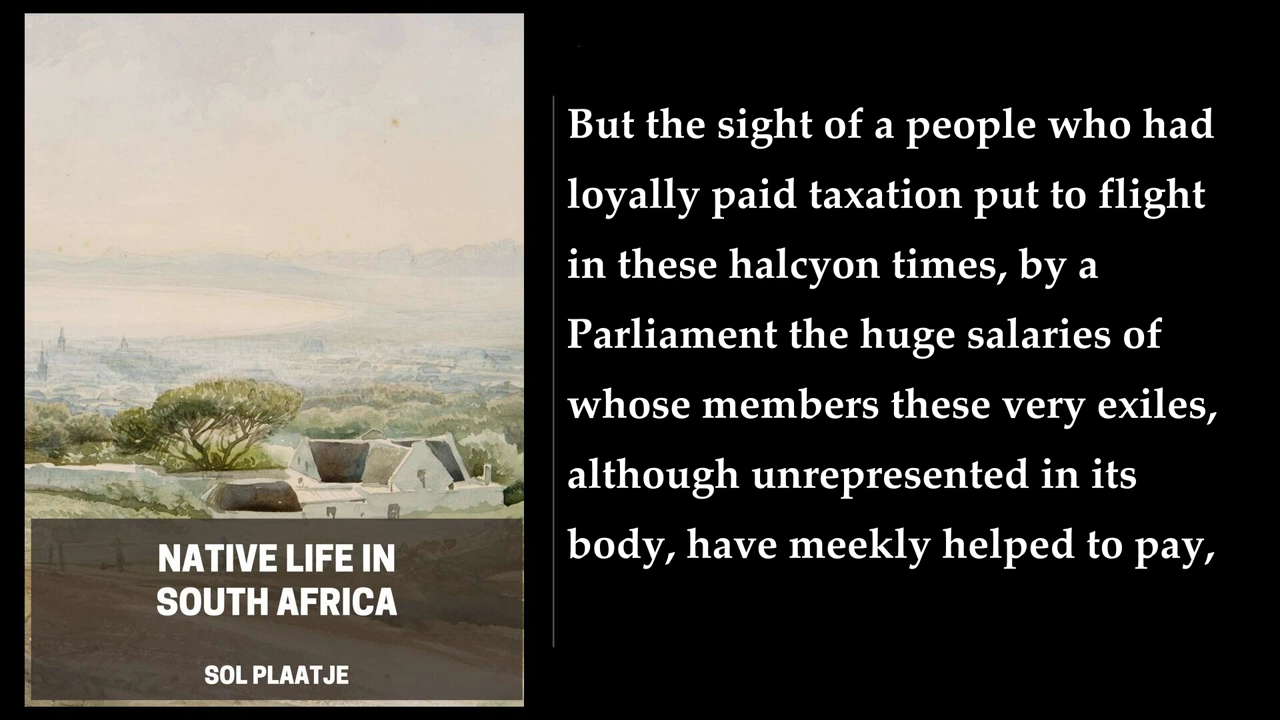 NATIVE LIFE IN
SOUTH AFRICA
SOL PLAATJE
But the sight of a people who had
loyally paid taxation put to flight
in these halcyon times, by a
Parliament the huge salaries of
whose members these very exiles,
although unrepresented in its
body, have meekly helped to pay,